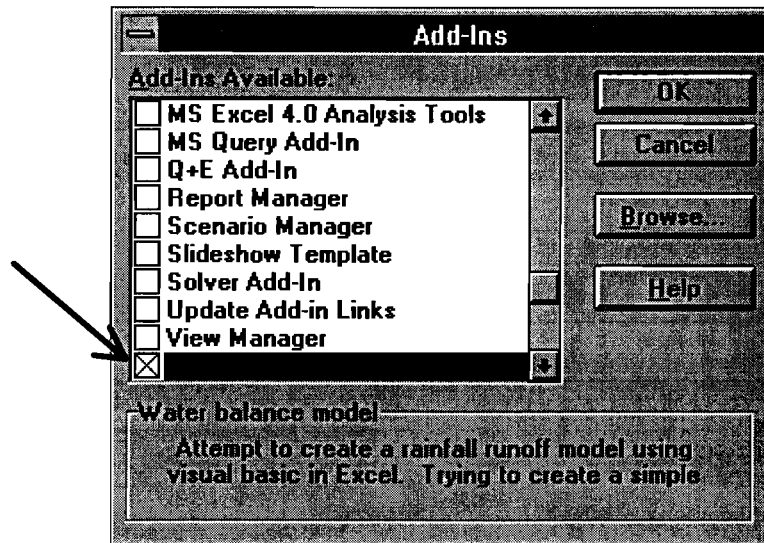 Add-Ins
Add-Ins Available:
MS Excel 4.0 Analysis Tools
MS Query Add-In
Q+E Add-In
Report Manager
Scenario Manager
Slideshow Template
Solver Add-In
Update Add-in Links
View Manager
OK
Cancel
Browse...
Help
Water balance model
Attempt to create a rainfall runoff model using
visual basic in Excel. Trying to create a simple